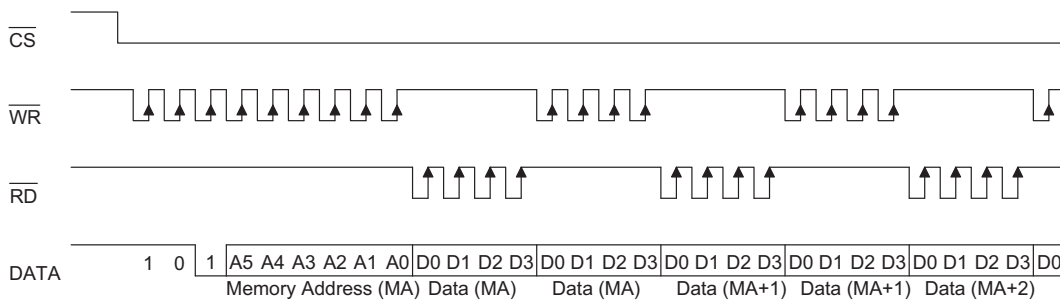 CS
WR
RD
DATA 1 0 1 A5 A4 A3 A2 A1 A0 D0 D1 D2 D3 D0 D1 D2 D3 D0 D1 D2 D3 D0 D1 D2 D3 D0 D1 D2 D3 D0
Memory Address (MA) Data (MA) Data (MA) Data (MA+1) Data (MA+1) Data (MA+2)